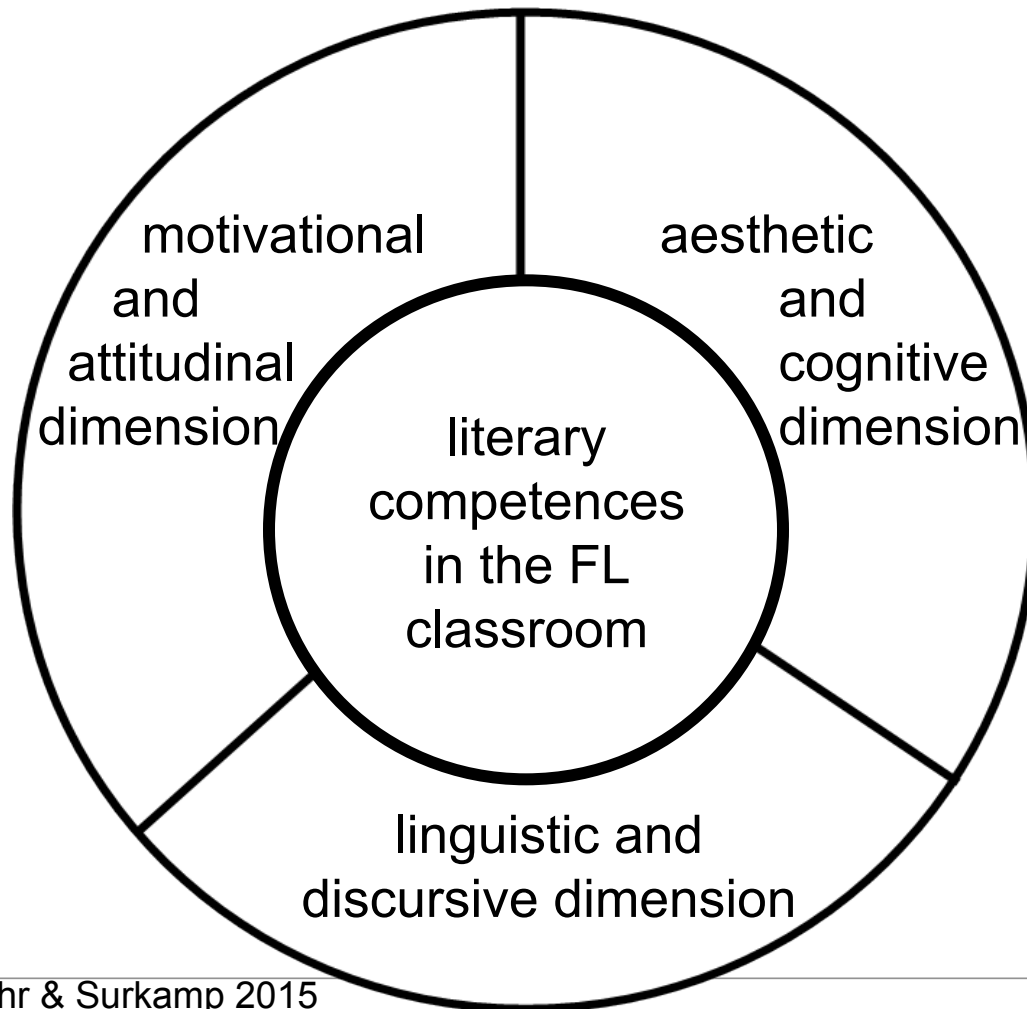 motivational
and
attitudinal
dimension
aesthetic
and
cognitive
dimension
literary
competences
in the FL
classroom
linguistic and
discursive dimension
& Surkamp 2015